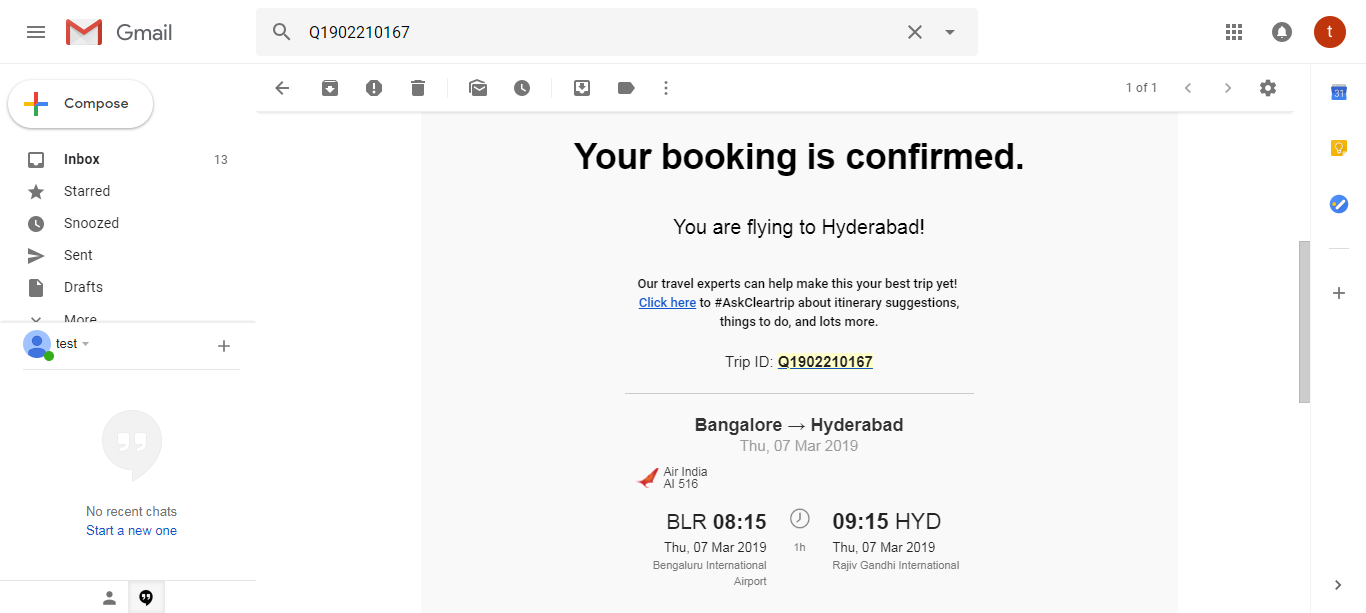 Gmail
Q1902210167
t
Compose
1 of 1
31
Inbox 13
Starred
Snoozed
Sent
Drafts
More
test
No recent chats
Start a new one
Your booking is confirmed.
You are flying to Hyderabad!
Our travel experts can help make this your best trip yet!
Click here to #AskCleartrip about itinerary suggestions,
things to do, and lots more.
Trip ID: Q1902210167
Bangalore → Hyderabad
Thu, 07 Mar 2019
Air India
AI 516
BLR 08:15 09:15 HYD
Thu, 07 Mar 2019 1h Thu, 07 Mar 2019
Bengaluru International Rajiv Gandhi International
Airport